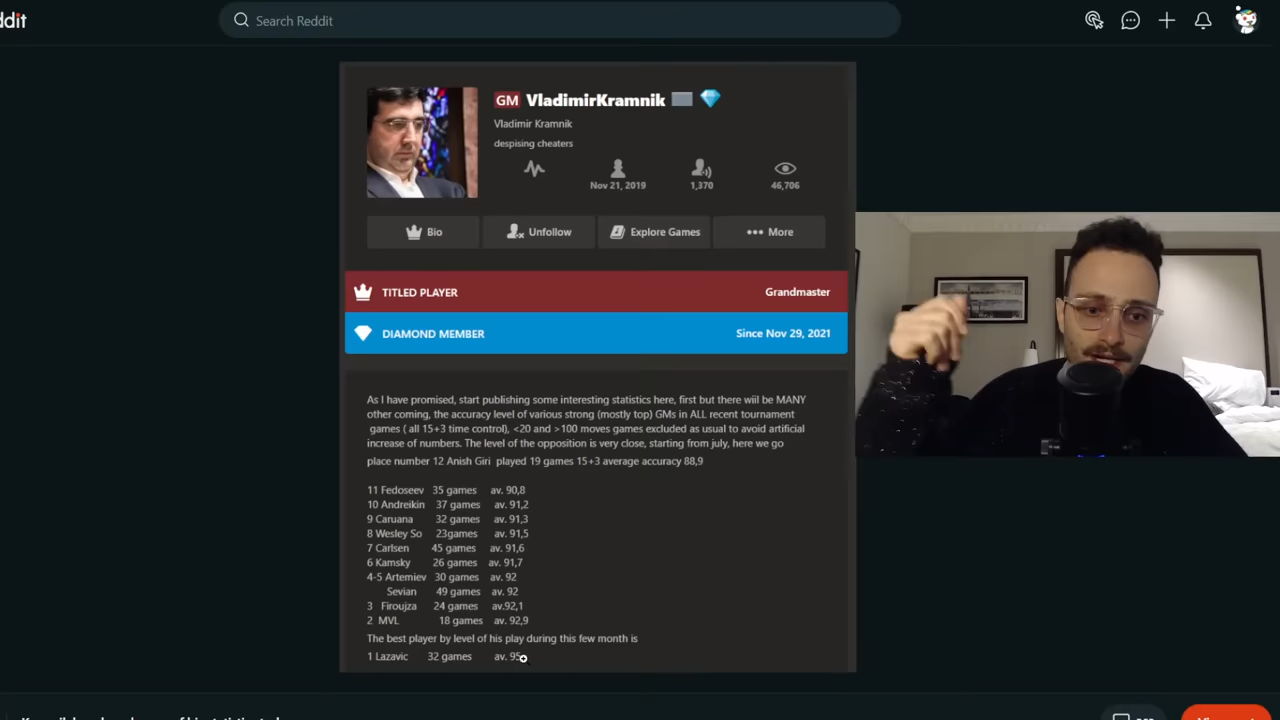 ddit
Search Reddit
GM VladimirKramnik
Vladimir Kramnik
despising cheaters
Nov 21, 2019
1,370
46,706
Bio
Unfollow
Explore Games
More
TITLED PLAYER
Grandmaster
DIAMOND MEMBER
Since Nov 29, 2021
As I have promised, start publishing some interesting statistics here, first but there wiil be MANY
other coming, the accuracy level of various strong (mostly top) GMs in ALL recent tournament
games ( all 15+3 time control), <20 and >100 moves games excluded as usual to avoid artificial
increase of numbers. The level of the opposition is very close, starting from july, here we go
place number 12 Anish Giri played 19 games 15+3 average accuracy 88,9
11 Fedoseev 35 games av. 90,8
10 Andreikin 37 games av. 91,2
9 Caruana 32 games av. 91,3
8 Wesley So 23games av. 91,5
7 Carlsen 45 games av. 91,6
6 Kamsky 26 games av. 91,7
4-5 Artemiev 30 games av. 92
Sevian 49 games av. 92
3 Firoujza 24 games av.92,1
2 MVL 18 games av. 92,9
The best player by level of his play during this few month is
1 Lazavic 32 games av. 95